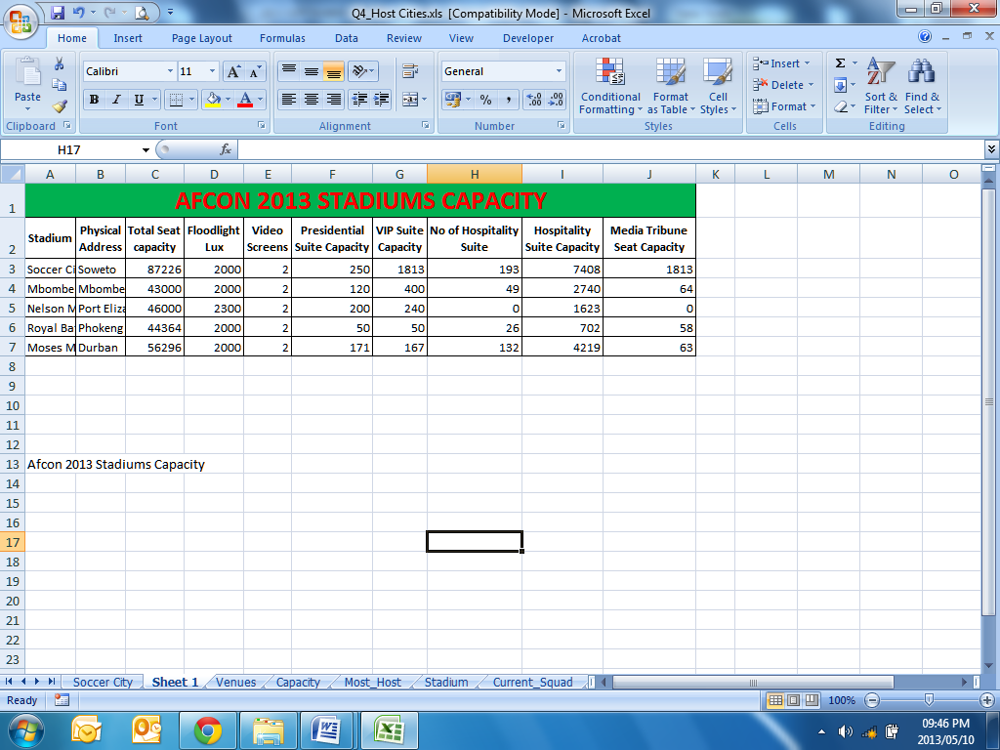 Q4_Host Cities.xls [Compatibility Mode] - Microsoft Excel
Home Insert Page Layout Formulas Data Review View Developer Acrobat
Paste
Calibri 11 A A
B I U A
General
% , .00 .0
Conditional Formatting
Format as Table
Cell Styles
Insert
Delete
Format
Σ
Sort & Filter
Find & Select
Clipboard Font Alignment Number Styles Cells Editing
H17 fx
A B C D E F G H I J K L M N O
1 AFCON 2013 STADIUMS CAPACITY
2 Stadium Physical Address Total Seat capacity Floodlight Lux Video Screens Presidential Suite Capacity VIP Suite Capacity No of Hospitality Suite Hospitality Suite Capacity Media Tribune Seat Capacity
3 Soccer Ci Soweto 87226 2000 2 250 1813 193 7408 1813
4 Mbombe Mbombe 43000 2000 2 120 400 49 2740 64
5 Nelson M Port Eliza 46000 2300 2 200 240 0 1623 0
6 Royal Ba Phokeng 44364 2000 2 50 50 26 702 58
7 Moses M Durban 56296 2000 2 171 167 132 4219 63
8
9
10
11
12
13 Afcon 2013 Stadiums Capacity
14
15
16
17
18
19
20
21
22
23
Soccer City Sheet 1 Venues Capacity Most_Host Stadium Current_Squad
Ready 100%
09:46 PM
2013/05/10